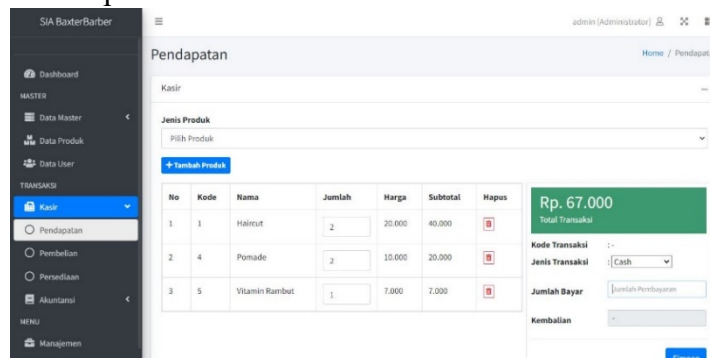 SIA BaxterBarber
admin [Administrator]
Pendapatan
Home / Pendapat
Dashboard
Kasir
MASTER
Data Master
Jenis Produk
Pilih Produk
Data Produk
+ Tambah Produk
Data User
TRANSAKSI
Kasir
Pendapatan
Pembelian
Persediaan
Akuntansi
MENU
Manajemen
No Kode Nama Jumlah Harga Subtotal Hapus
1 1 Haircut 2 20.000 40.000
2 4 Pomade 2 10.000 20.000
3 5 Vitamin Rambut 1 7.000 7.000
Rp. 67.000
Total Transaksi
Kode Transaksi : -
Jenis Transaksi : Cash
Jumlah Bayar Jumlah Pembayaran
Kembalian -